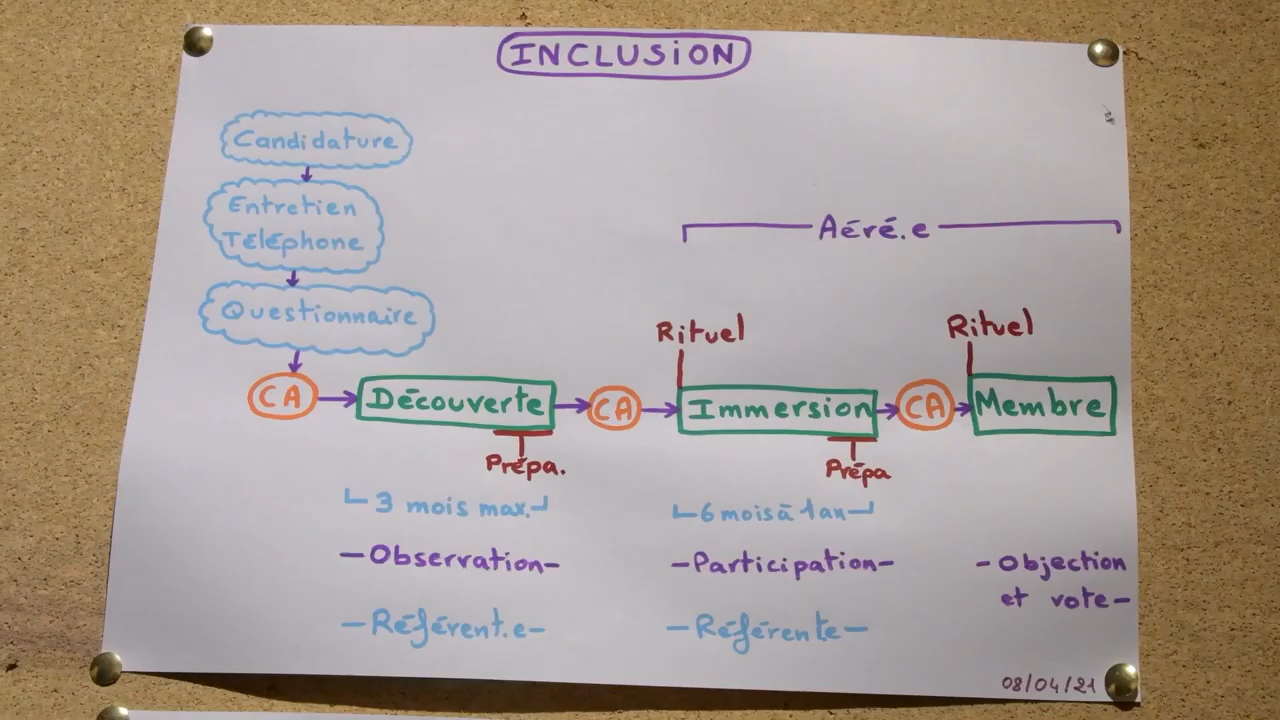 INCLUSION
Candidature
Entretien
Téléphone
Questionnaire
Aéré.e
Rituel
Rituel
CA
Découverte
CA
Immersion
CA
Membre
Prépa.
Prépa
3 mois max.
6 mois à 1 an
-Observation-
-Participation-
-Objection
et vote-
-Référent.e-
-Référente-
08/04/21